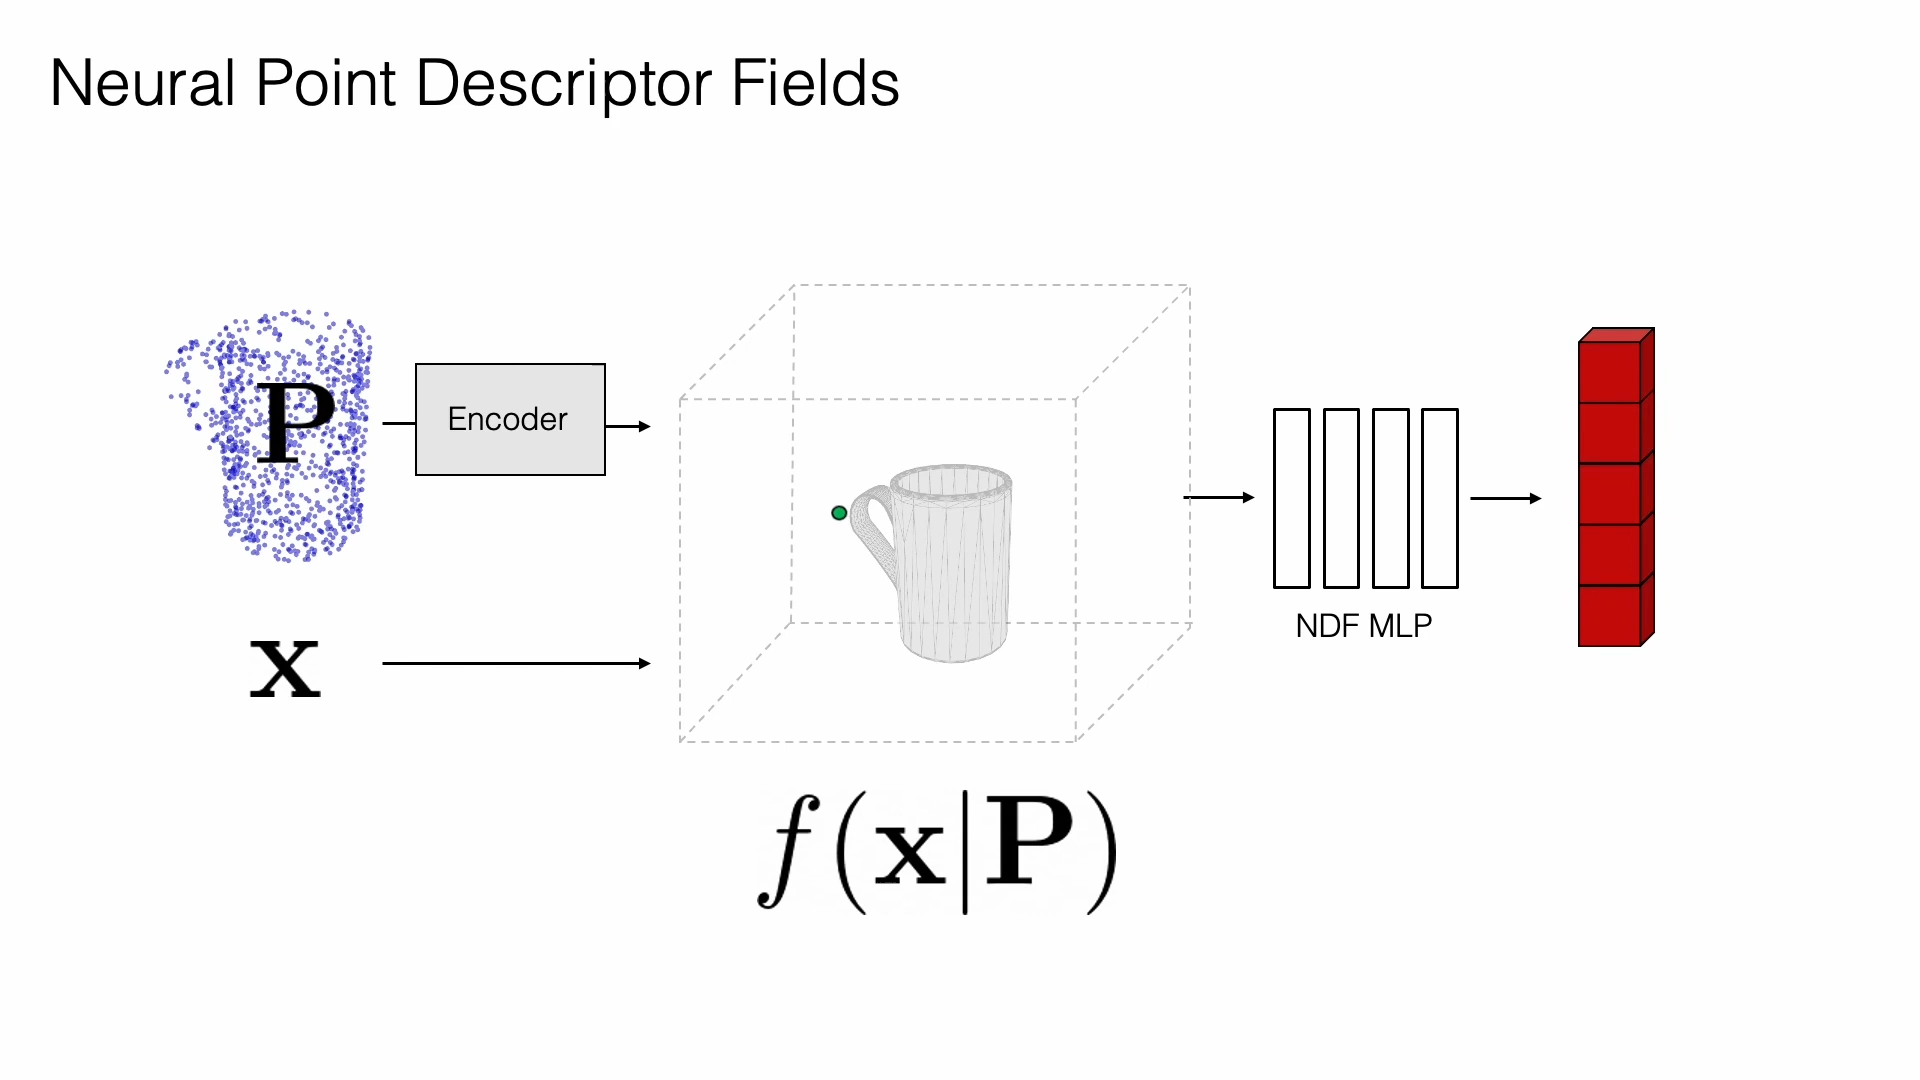 Neural Point Descriptor Fields
P
Encoder
x
NDF MLP
f(x|P)